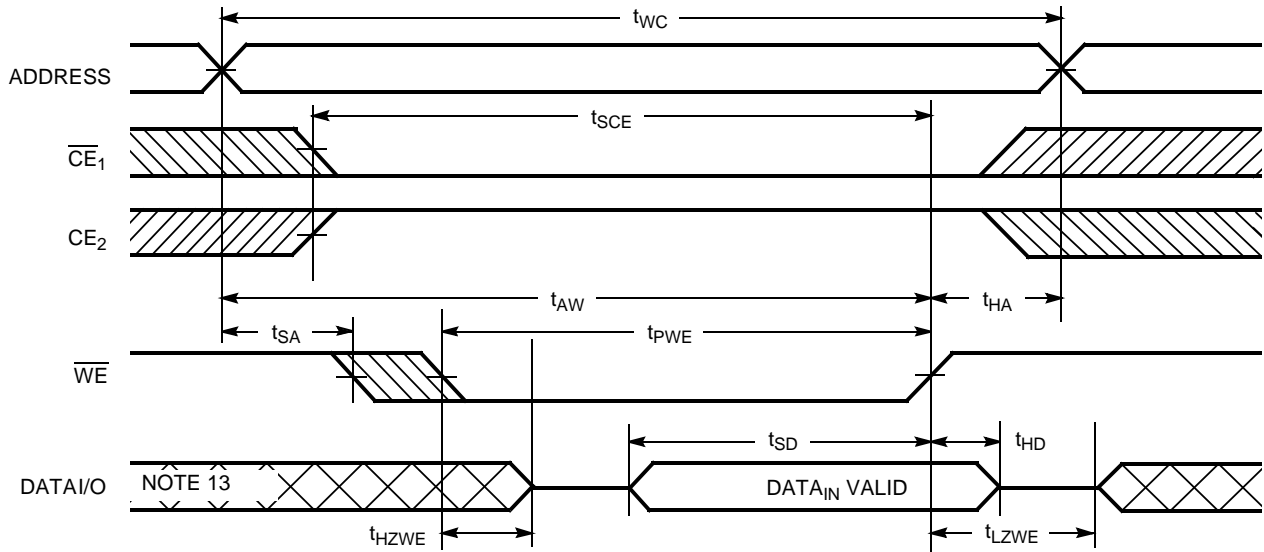 tWC
ADDRESS
tSCE
CE1
CE2
tAW
tHA
tSA
tPWE
WE
tSD
tHD
DATAI/O
NOTE 13
DATAIN VALID
tHZWE
tLZWE